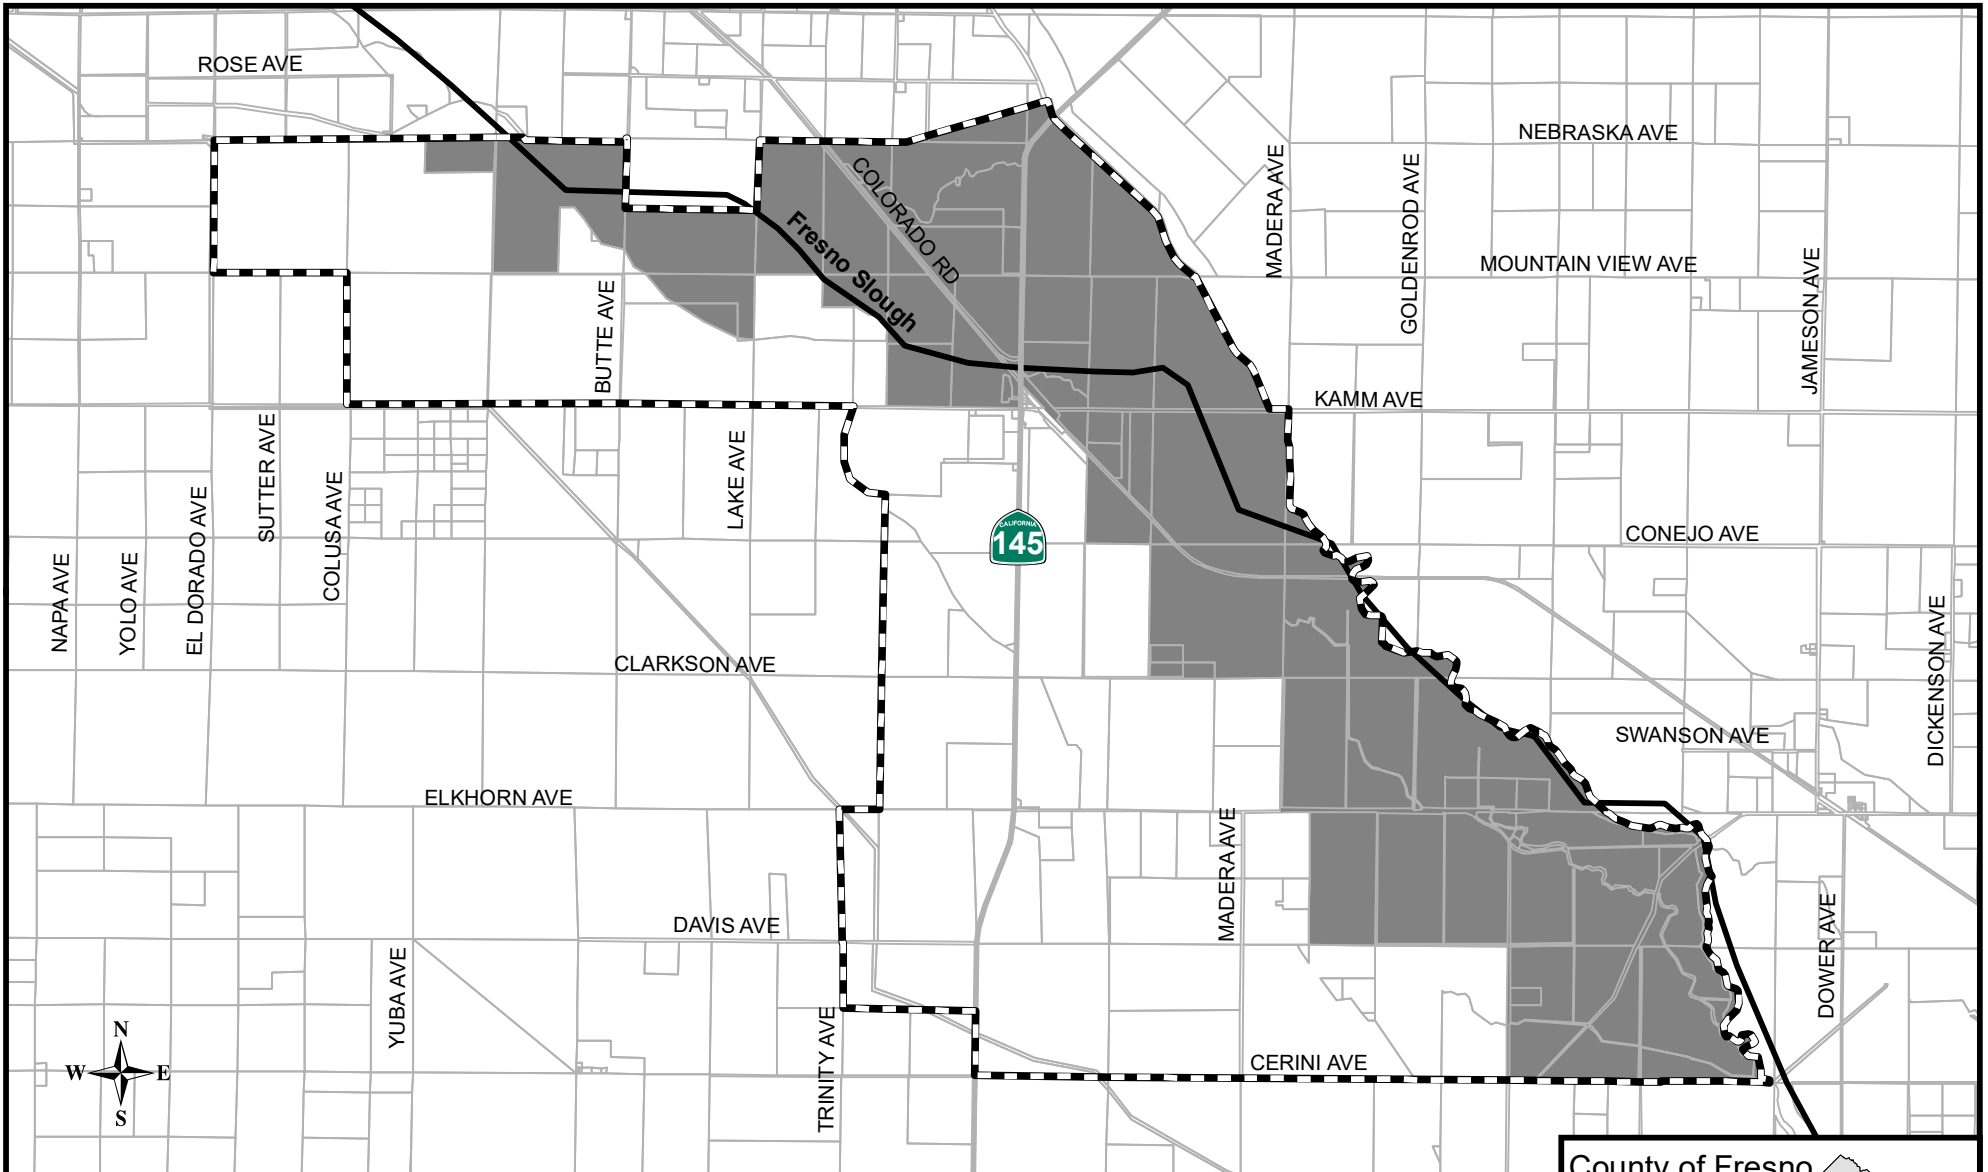 ROSE AVE
NEBRASKA AVE
COLORADO RD
MADERA AVE
GOLDENROD AVE
Fresno Slough
MOUNTAIN VIEW AVE
JAMESON AVE
BUTTE AVE
KAMM AVE
SUTTER AVE
LAKE AVE
COLUSA AVE
EL DORADO AVE
CALIFORNIA
145
CONEJO AVE
NAPA AVE
YOLO AVE
DICKENSON AVE
CLARKSON AVE
SWANSON AVE
ELKHORN AVE
MADERA AVE
DAVIS AVE
DOWER AVE
YUBA AVE
TRINITY AVE
CERINI AVE
N
W E
S
County of Fresno